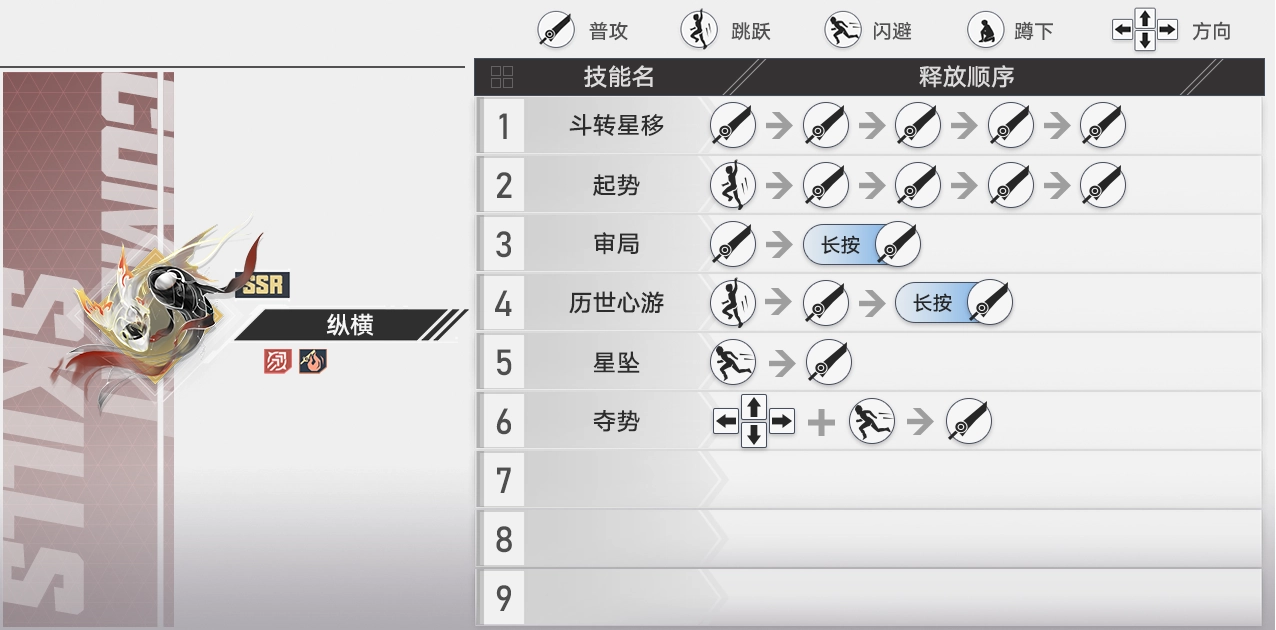 普攻 跳跃 闪避 蹲下 方向
技能名 释放顺序
1 斗转星移
2 起势
3 审局 长按
4 历世心游 长按
5 星坠
6 夺势
7
8
9
SSR
纵横
SKILLS